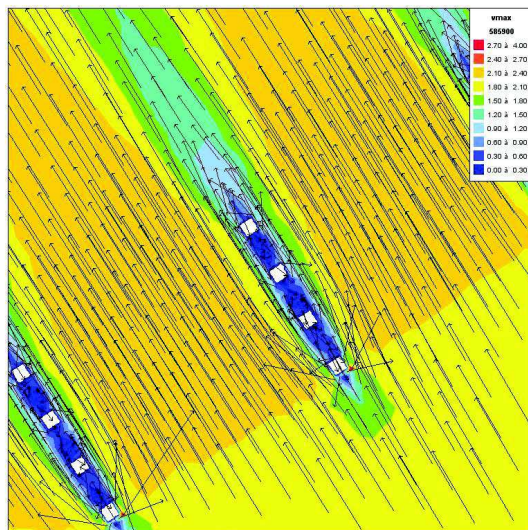 vmax
585900
2.70 à 4.00
2.40 à 2.70
2.10 à 2.40
1.80 à 2.10
1.50 à 1.80
1.20 à 1.50
0.90 à 1.20
0.60 à 0.90
0.30 à 0.60
0.00 à 0.30